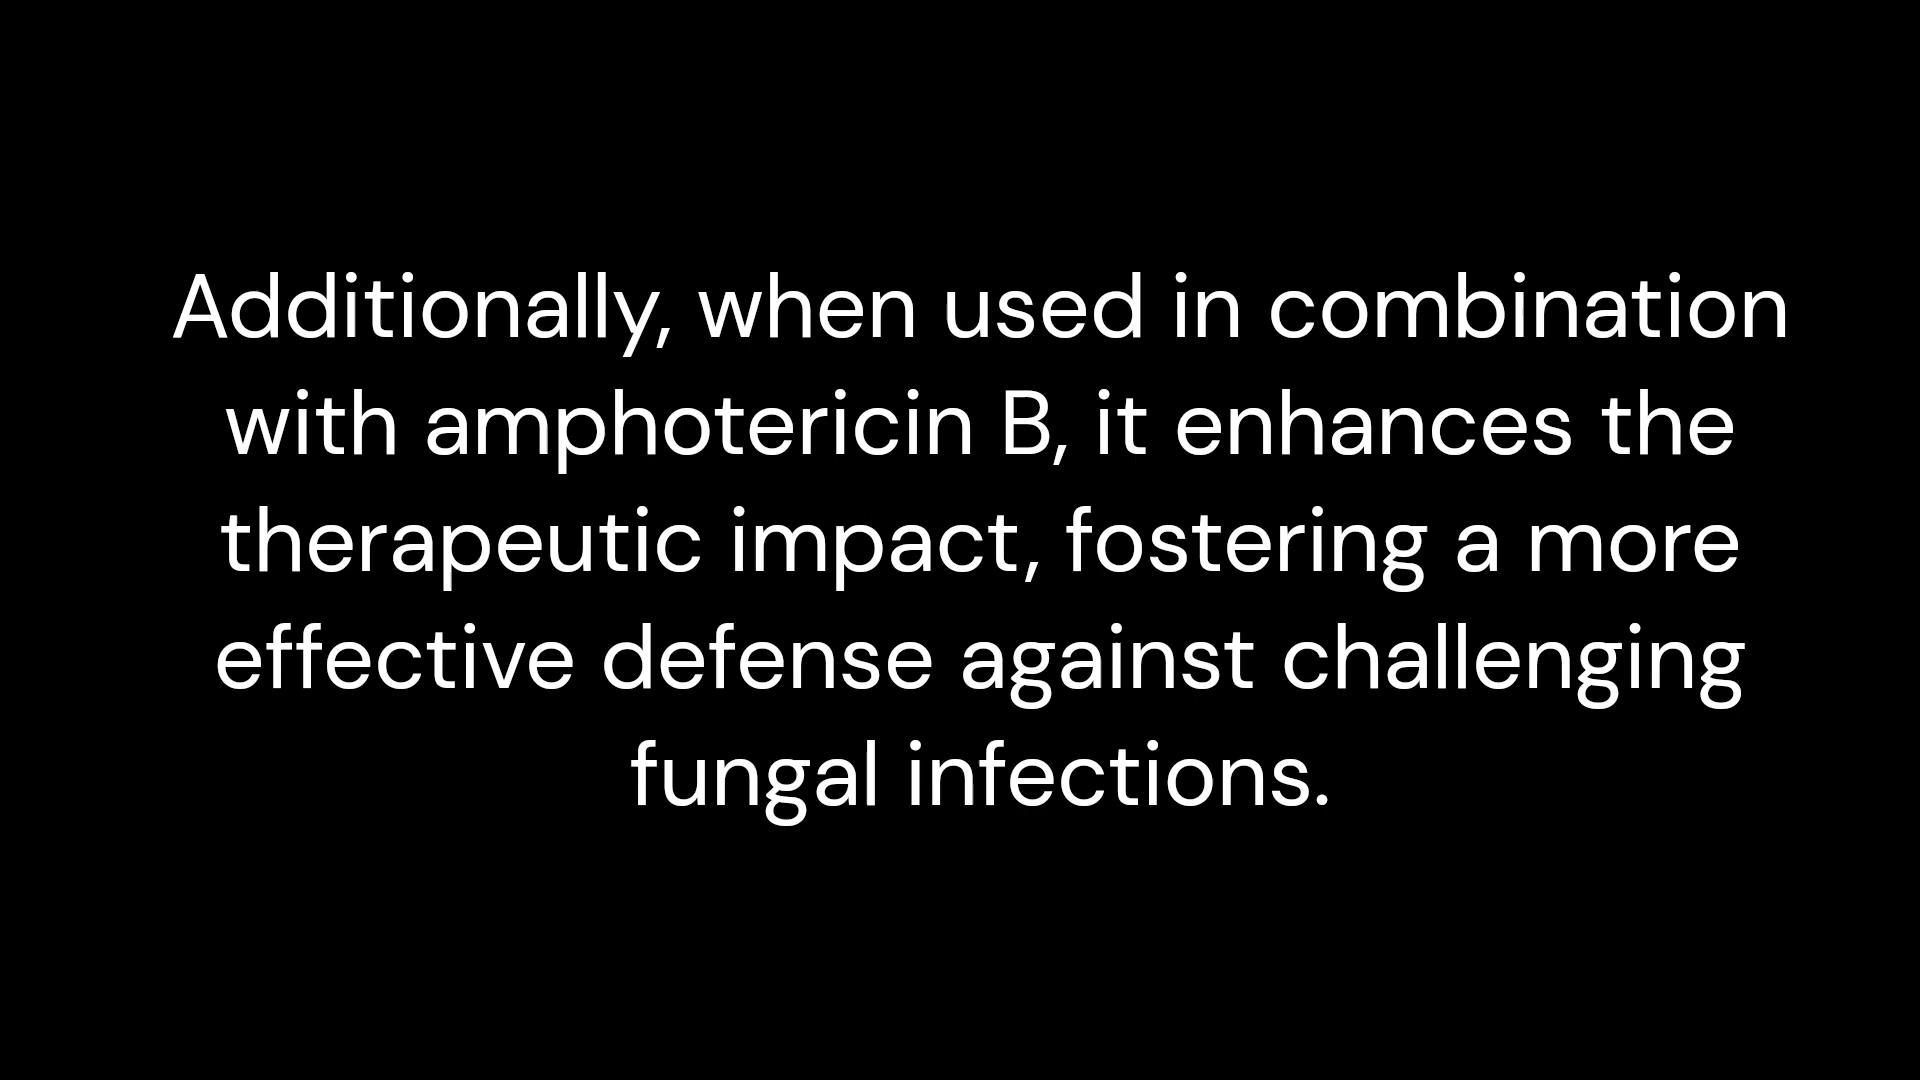 Additionally, when used in combination
with amphotericin B, it enhances the
therapeutic impact, fostering a more
effective defense against challenging
fungal infections.